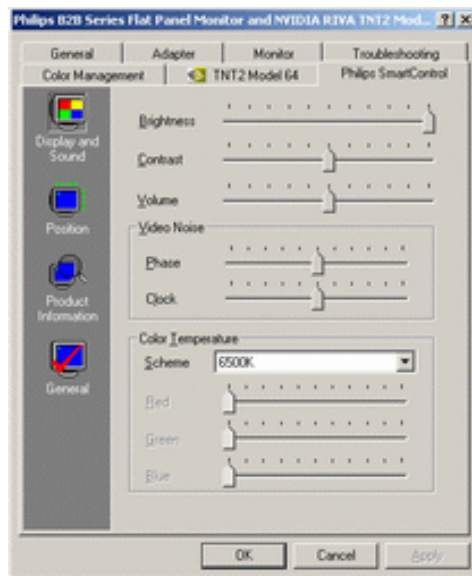 Philips B2B Series Flat Panel Monitor and NVIDIA RIVA TNT2 Mod...
General Adapter Monitor Troubleshooting
Color Management TNT2 Model 64 Philips SmartControl
Display and
Sound
Position
Product
Information
General
Brightness
Contrast
Volume
Video Noise
Phase
Clock
Color Temperature
Scheme 6500K
Red
Green
Blue
OK Cancel Apply